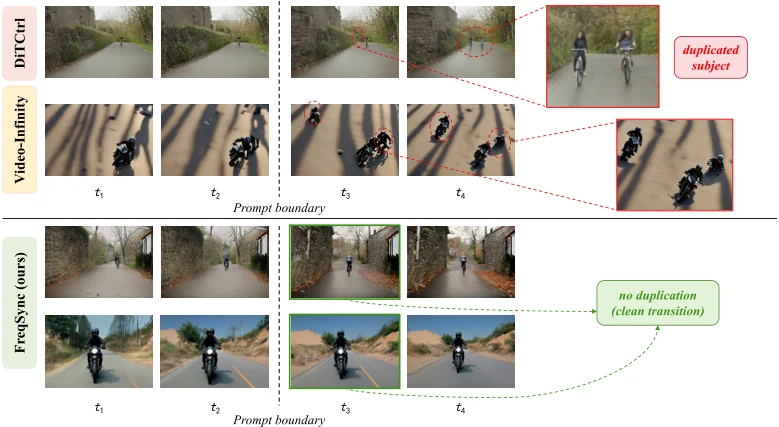 DiTCtrl
duplicated
subject
Video-Infinity
t₁ t₂ t₃ t₄
Prompt boundary
FreqSync (ours)
no duplication
(clean transition)
t₁ t₂ t₃ t₄
Prompt boundary